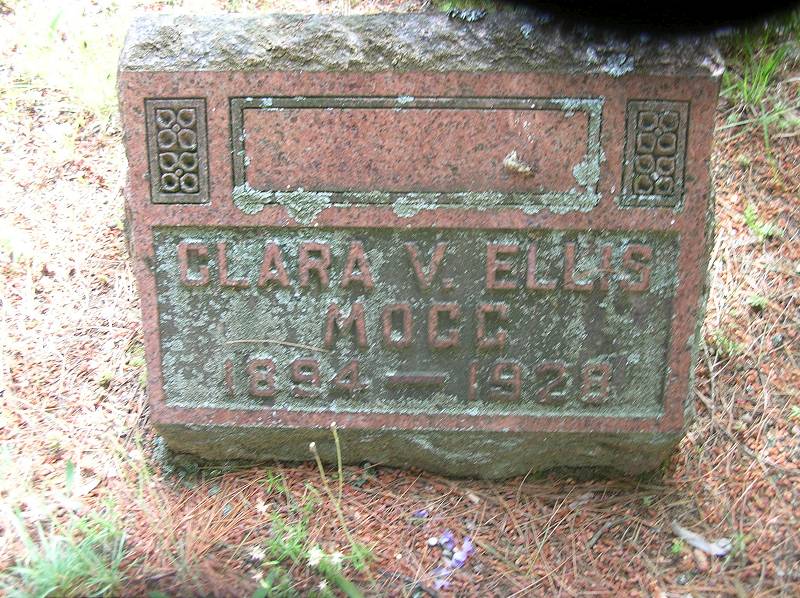 CLARA V. ELLIS
MOGG
1894 — 1928